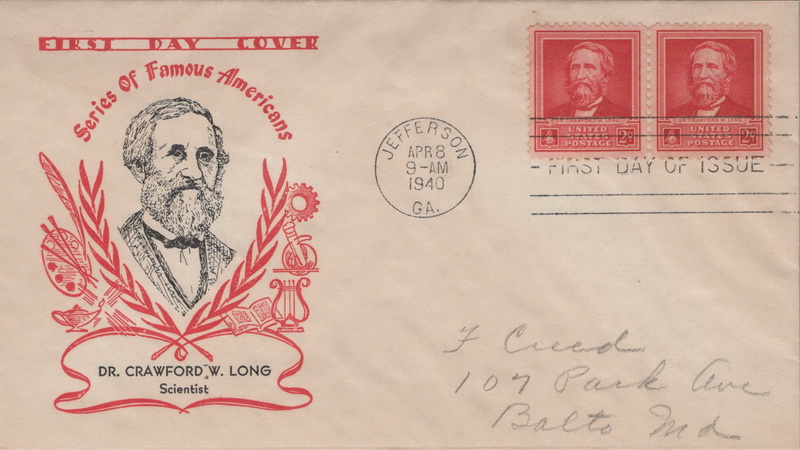 FIRST DAY COVER
Series Of Famous Americans
DR. CRAWFORD W. LONG
Scientist
JEFFERSON
APR 8
9-AM
1940
GA.
DR. CRAWFORD W. LONG
UNITED STATES POSTAGE
2¢
DR. CRAWFORD W. LONG
UNITED STATES POSTAGE
2¢
FIRST DAY OF ISSUE
F Creed
107 Park Ave
Balto Md